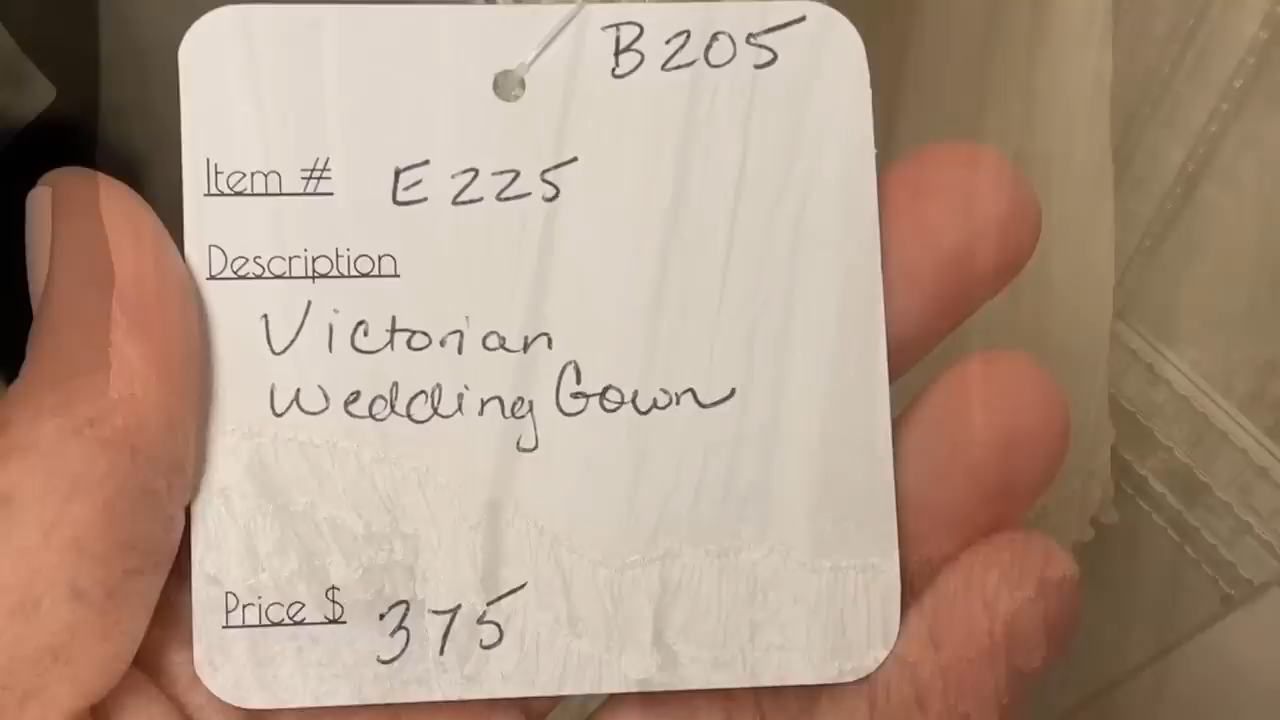 B205
Item # E225
Description
Victorian
Wedding Gown
Price $ 375